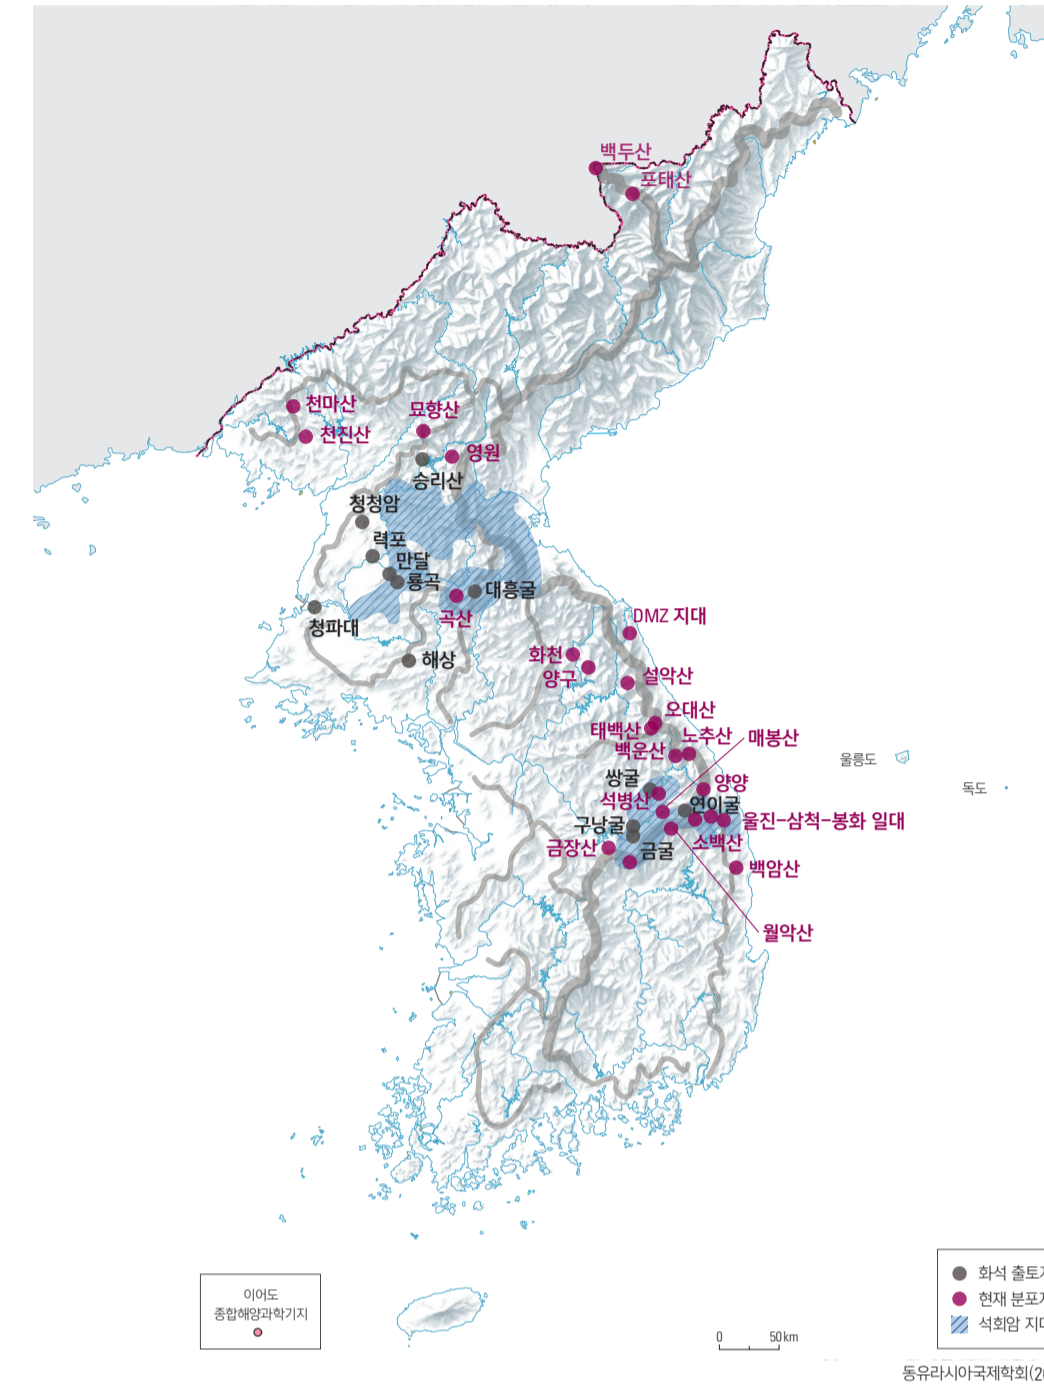 백두산
포태산
천마산
묘향산
천진산
영원
승리산
청청암
력포
만달
룡곡
대흥굴
곡산
청파대
DMZ 지대
해상
화천
양구
설악산
오대산
태백산
노추산
매봉산
백운산
울릉도
쌍굴
양양
독도
석병산
연이굴
구낭굴
울진-삼척-봉화 일대
금장산
금굴
소백산
백암산
월악산
화석 출토
현재 분포
석회암 지
이어도
종합해양과학기지
0 50km
동유라시아국제학회(20